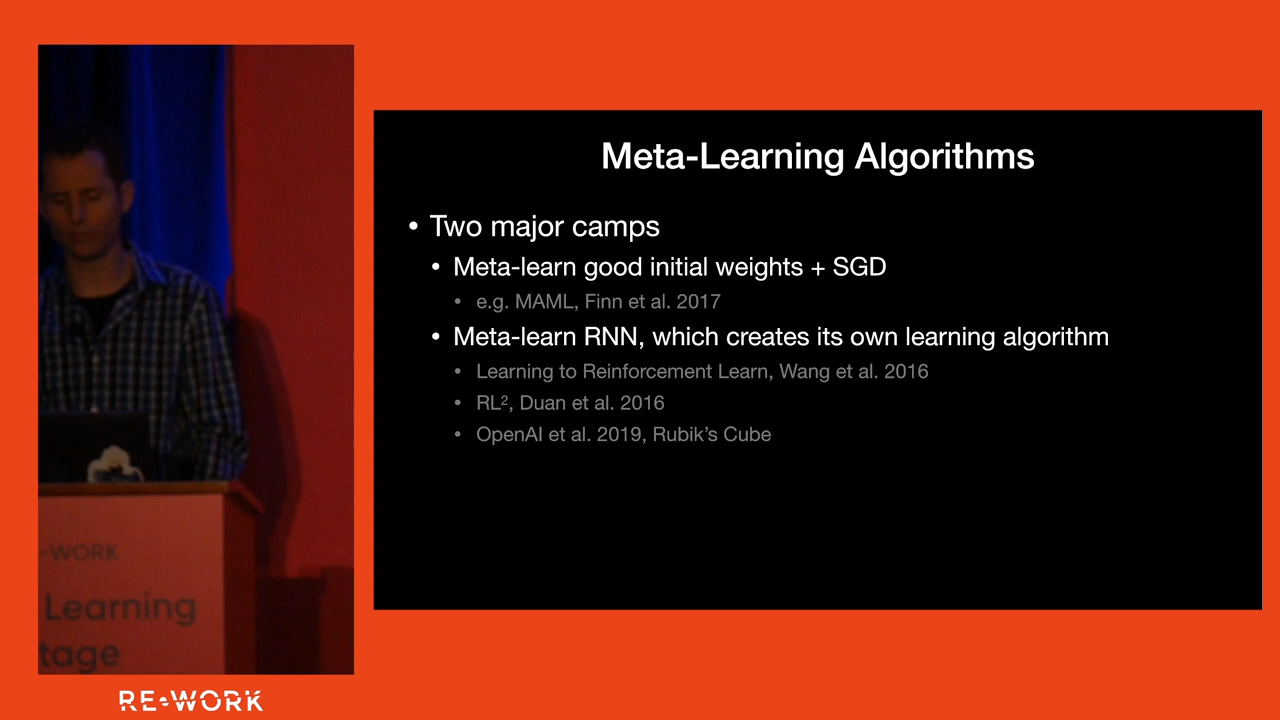 Meta-Learning Algorithms
• Two major camps
• Meta-learn good initial weights + SGD
• e.g. MAML, Finn et al. 2017
• Meta-learn RNN, which creates its own learning algorithm
• Learning to Reinforcement Learn, Wang et al. 2016
• RL², Duan et al. 2016
• OpenAI et al. 2019, Rubik's Cube
WORK
Learning
tage
RE•WORK